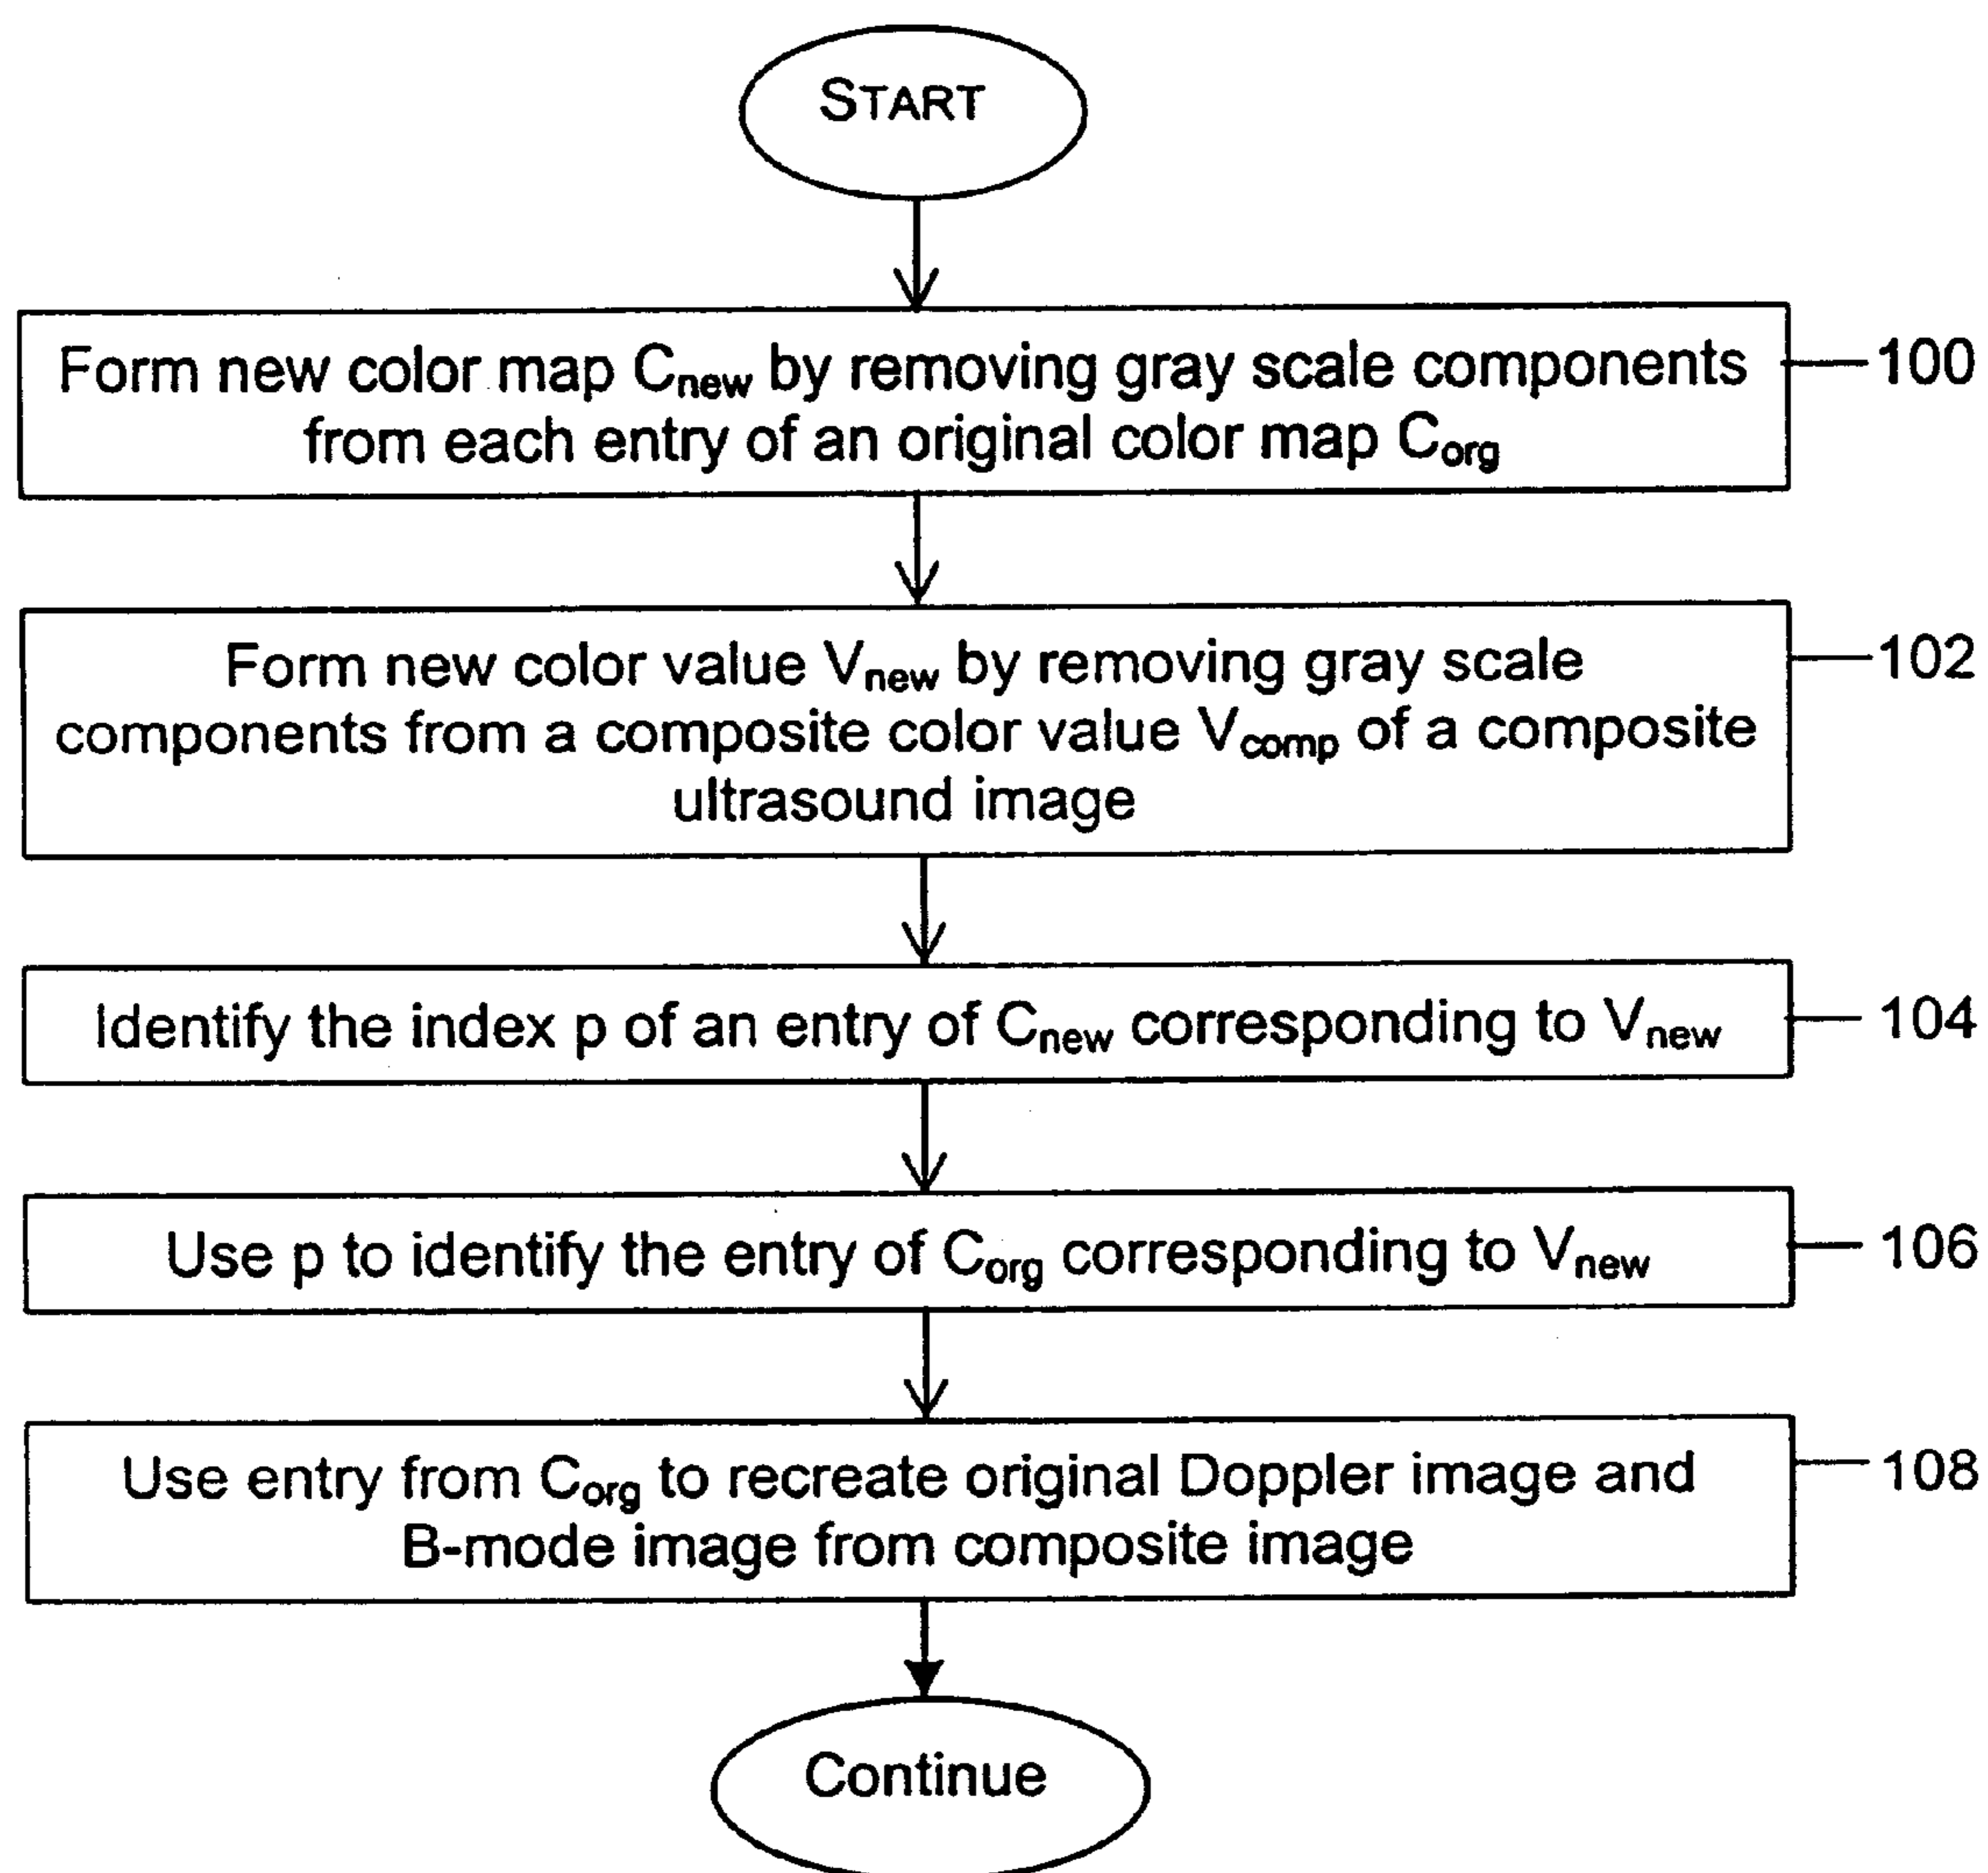 START
Form new color map Cnew by removing gray scale components
from each entry of an original color map Corg
100
Form new color value Vnew by removing gray scale
components from a composite color value Vcomp of a composite
ultrasound image
102
Identify the index p of an entry of Cnew corresponding to Vnew
104
Use p to identify the entry of Corg corresponding to Vnew
106
Use entry from Corg to recreate original Doppler image and
B-mode image from composite image
108
Continue